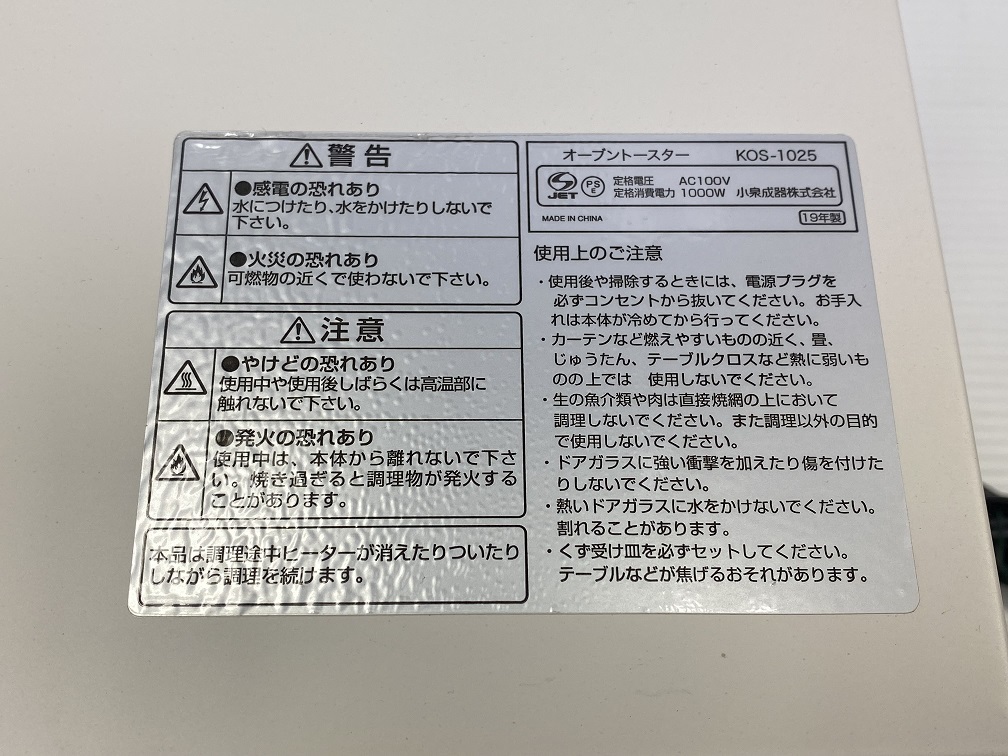 警告
●感電の恐れあり
水につけたり、水をかけたりしないで
下さい。
●火災の恐れあり
可燃物の近くで使わないで下さい。
注意
●やけどの恐れあり
使用中や使用後しばらくは高温部に
触れないで下さい。
●発火の恐れあり
使用中は、本体から離れないで下さ
い。焼き過ぎると調理物が発火する
ことがあります。
本品は調理途中ヒーターが消えたりついたり
しながら調理を続けます。
オーブントースター KOS-1025
JET PSE 定格電圧 AC100V
定格消費電力 1000W 小泉成器株式会社
MADE IN CHINA 19年製
使用上のご注意
・使用後や掃除するときには、電源プラグを
必ずコンセントから抜いてください。お手入
れは本体が冷めてから行ってください。
・カーテンなど燃えやすいものの近く、畳、
じゅうたん、テーブルクロスなど熱に弱いも
のの上では 使用しないでください。
・生の魚介類や肉は直接焼網の上において
調理しないでください。また調理以外の目的
で使用しないでください。
・ドアガラスに強い衝撃を加えたり傷を付けた
りしないでください。
・熱いドアガラスに水をかけないでください。
割れることがあります。
・くず受け皿を必ずセットしてください。
テーブルなどが焦げるおそれがあります。